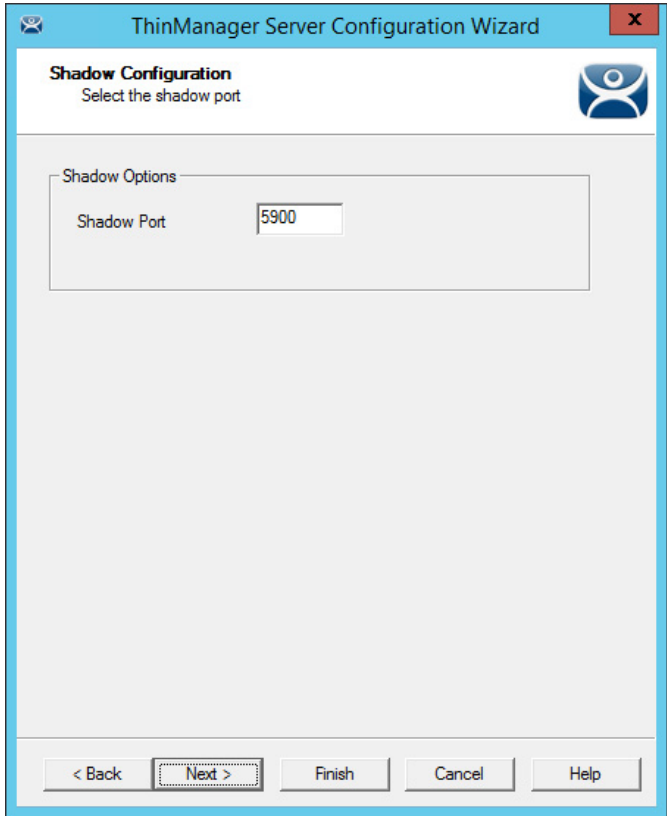 ThinManager Server Configuration Wizard
x
Shadow Configuration
Select the shadow port
Shadow Options
Shadow Port 5900
< Back Next > Finish Cancel Help